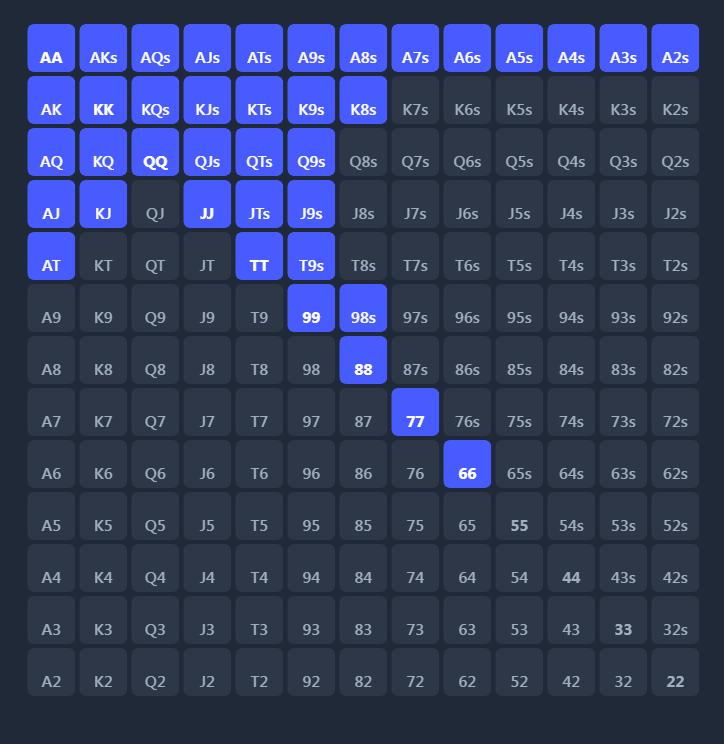 AA AKs AQs AJs ATs A9s A8s A7s A6s A5s A4s A3s A2s
AK KK KQs KJs KTs K9s K8s K7s K6s K5s K4s K3s K2s
AQ KQ QQ QJs QTs Q9s Q8s Q7s Q6s Q5s Q4s Q3s Q2s
AJ KJ QJ JJ JTs J9s J8s J7s J6s J5s J4s J3s J2s
AT KT QT JT TT T9s T8s T7s T6s T5s T4s T3s T2s
A9 K9 Q9 J9 T9 99 98s 97s 96s 95s 94s 93s 92s
A8 K8 Q8 J8 T8 98 88 87s 86s 85s 84s 83s 82s
A7 K7 Q7 J7 T7 97 87 77 76s 75s 74s 73s 72s
A6 K6 Q6 J6 T6 96 86 76 66 65s 64s 63s 62s
A5 K5 Q5 J5 T5 95 85 75 65 55 54s 53s 52s
A4 K4 Q4 J4 T4 94 84 74 64 54 44 43s 42s
A3 K3 Q3 J3 T3 93 83 73 63 53 43 33 32s
A2 K2 Q2 J2 T2 92 82 72 62 52 42 32 22